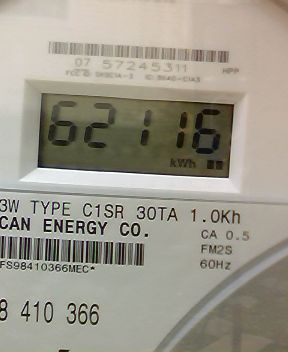 07 57245311
HPP
62116
kWh
3W TYPE C1SR 30TA 1.0Kh
CAN ENERGY CO.
CA 0.5
FM2S
60Hz
FS98410366MEC*
8 410 366